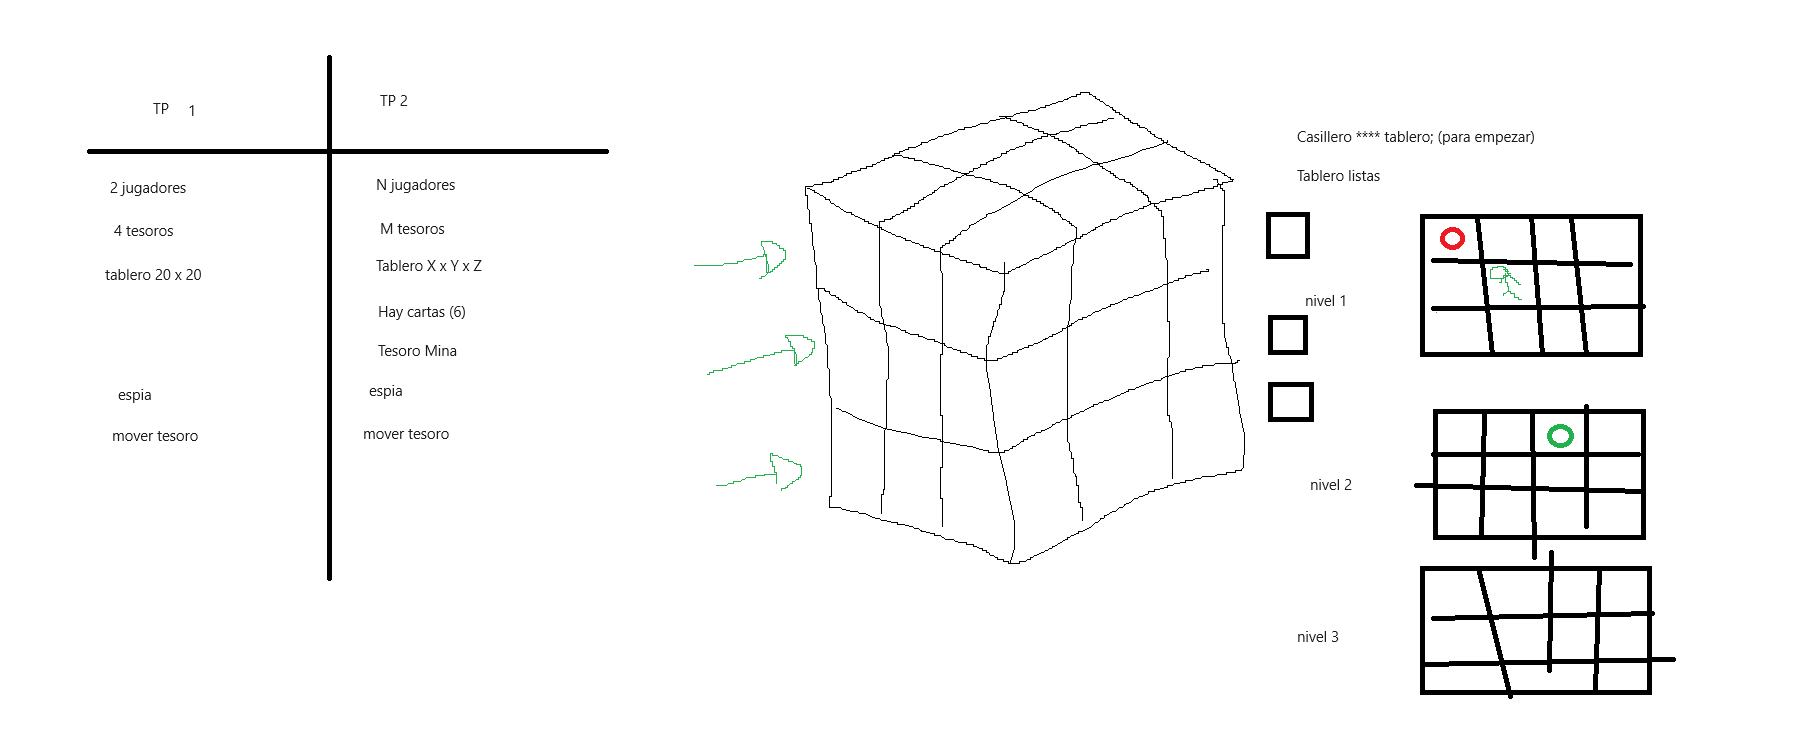 TP 1
TP 2
2 jugadores
4 tesoros
tablero 20 x 20
espia
mover tesoro
N jugadores
M tesoros
Tablero X x Y x Z
Hay cartas (6)
Tesoro Mina
espia
mover tesoro
Casillero **** tablero; (para empezar)
Tablero listas
nivel 1
nivel 2
nivel 3